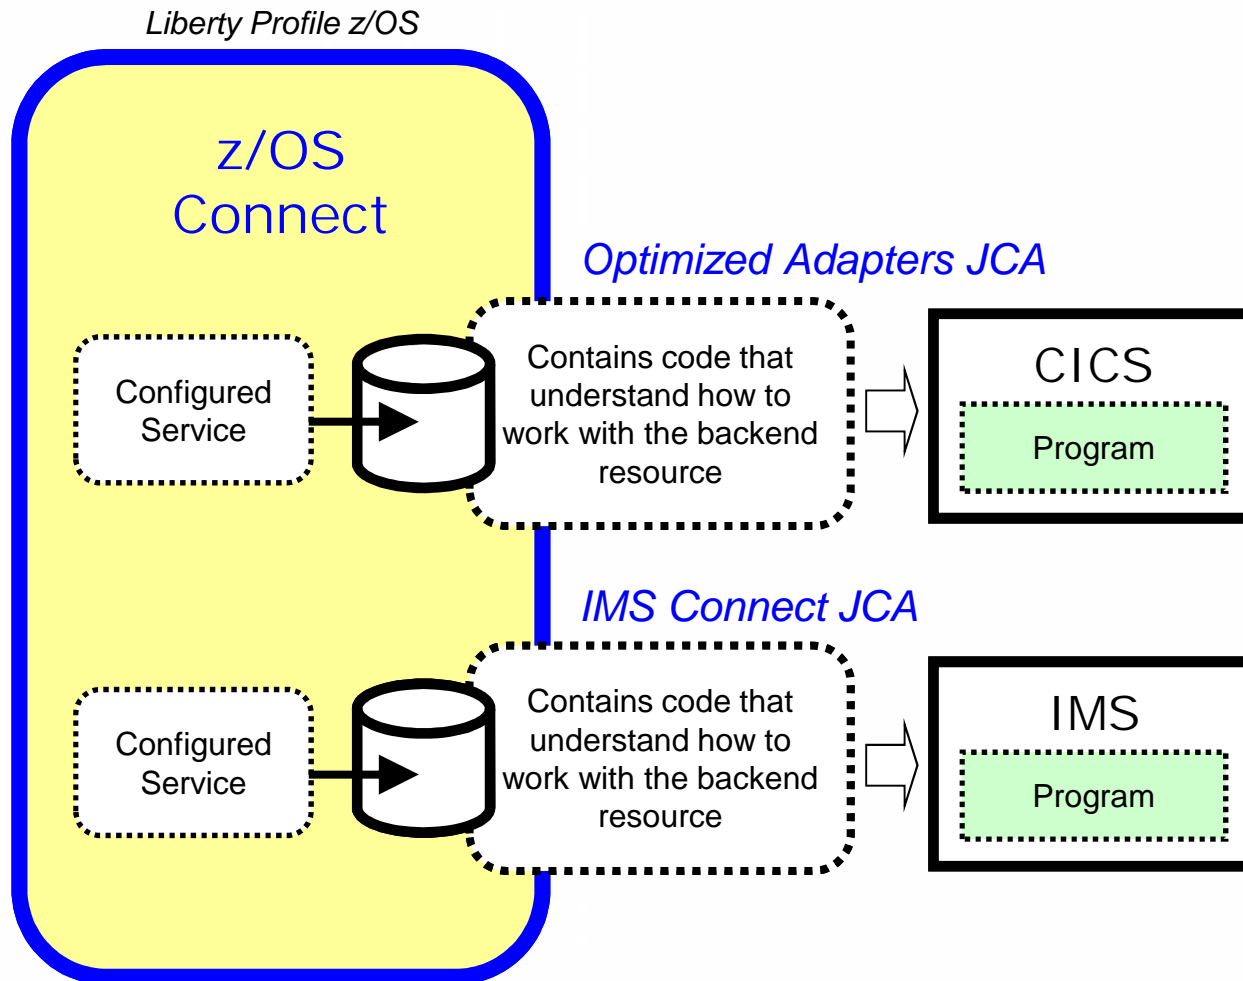 Liberty Profile z/OS
z/OS
Connect
Optimized Adapters JCA
Configured
Service
Contains code that
understand how to
work with the backend
resource
CICS
Program
IMS Connect JCA
Configured
Service
Contains code that
understand how to
work with the backend
resource
IMS
Program